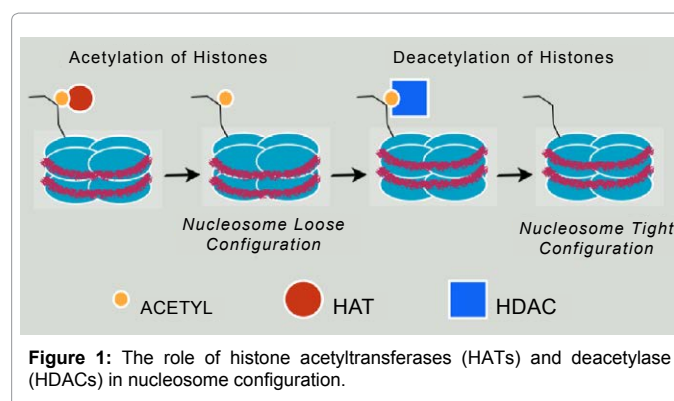 Acetylation of Histones
Deacetylation of Histones
Nucleosome Loose
Configuration
Nucleosome Tight
Configuration
ACETYL
HAT
HDAC
Figure 1: The role of histone acetyltransferases (HATs) and deacetylase
(HDACs) in nucleosome configuration.